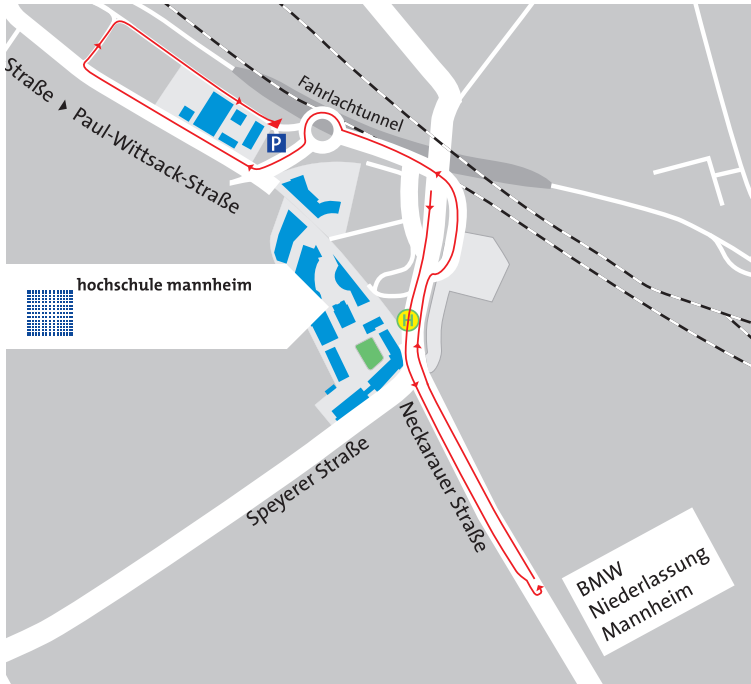 Straße
Paul-Wittsack-Straße
Fahrlachtunnel
P
hochschule mannheim
H
Speyerer Straße
Neckarauer Straße
BMW
Niederlassung
Mannheim